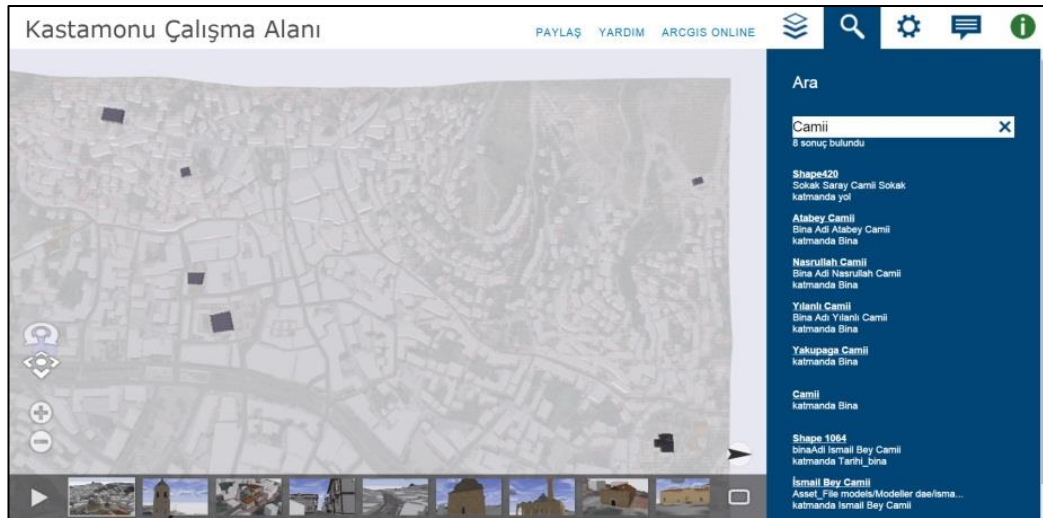 Kastamonu Çalışma Alanı
PAYLAŞ YARDIM ARCGIS ONLINE
Ara
Camii
8 sonuç bulundu
Shape420
Sokak Saray Camii Sokak
katmanda yol
Atabey Camii
Bina Adi Atabey Camii
katmanda Bina
Nasrullah Camii
Bina Adi Nasrullah Camii
katmanda Bina
Yılanlı Camii
Bina Adı Yılanlı Camii
katmanda Bina
Yakupaga Camii
katmanda Bina
Camii
katmanda Bina
Shape 1064
binaAdi Ismail Bey Camii
katmanda Tarihi_bina
İsmail Bey Camii
Asset_File models/Modeller dae/isma...
katmanda Ismail Bey Camii